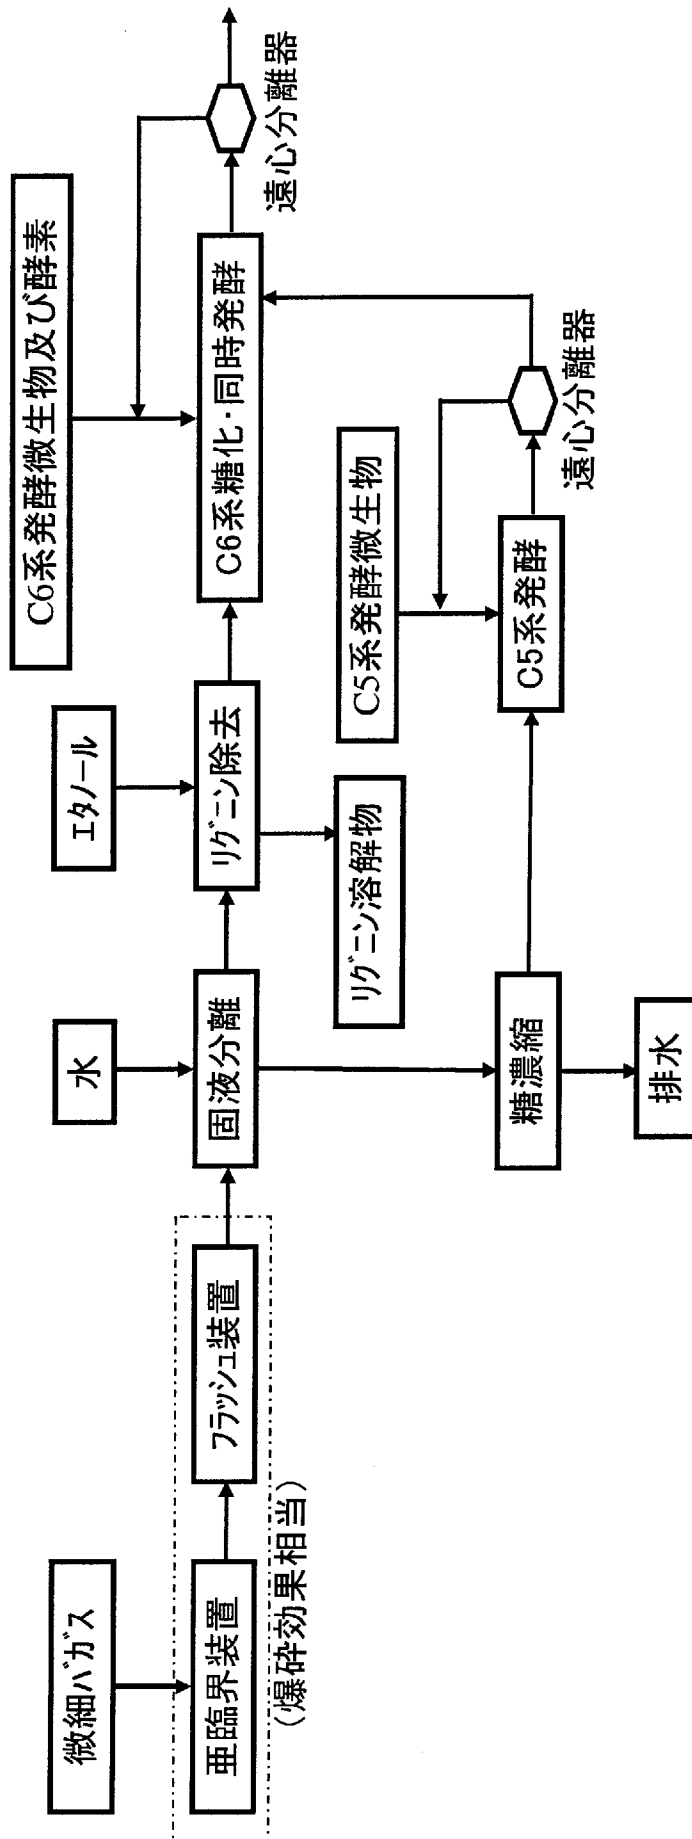 微細バガス
亜臨界装置
フラッシュ装置
(爆砕効果相当)
水
固液分離
エタノール
リグニン除去
リグニン溶解物
C6系発酵微生物及び酵素
C6系糖化・同時発酵
遠心分離器
糖濃縮
排水
C5系発酵微生物
C5系発酵
遠心分離器